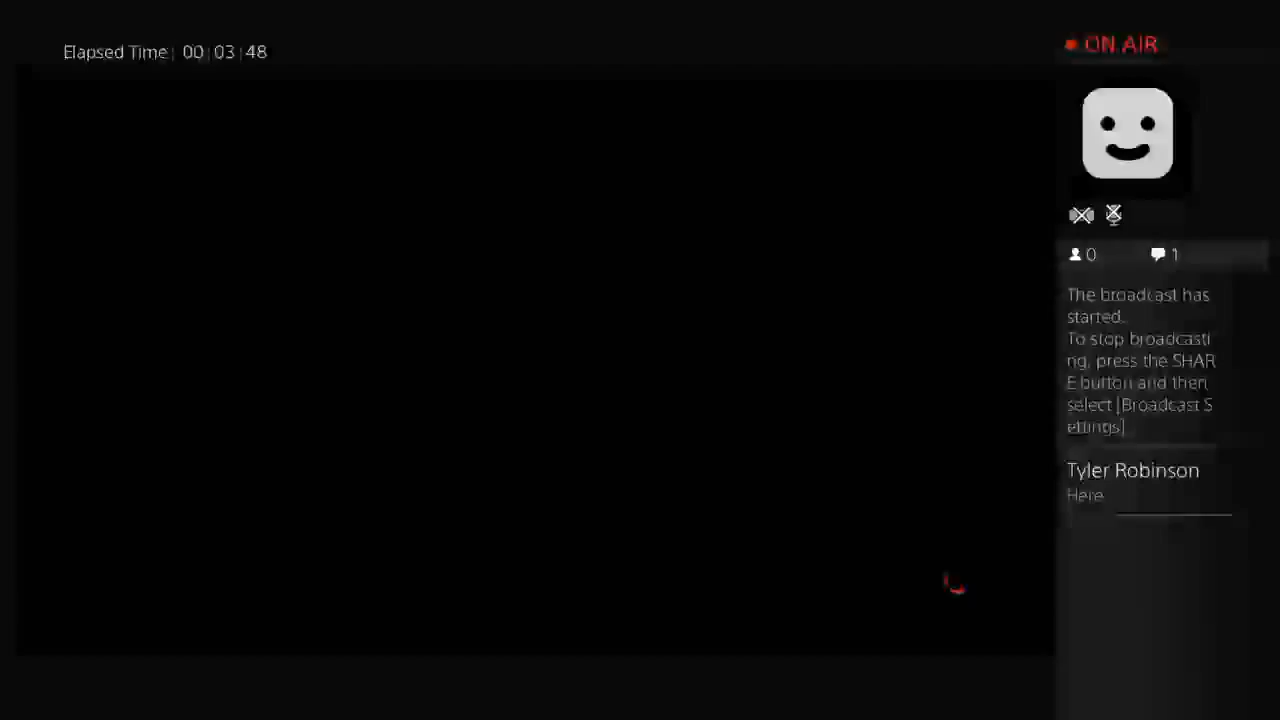 Elapsed Time 00:03:48
ON AIR
0 1
The broadcast has
started.
To stop broadcasti
ng, press the SHAR
E button and then
select [Broadcast S
ettings].
Tyler Robinson
Here